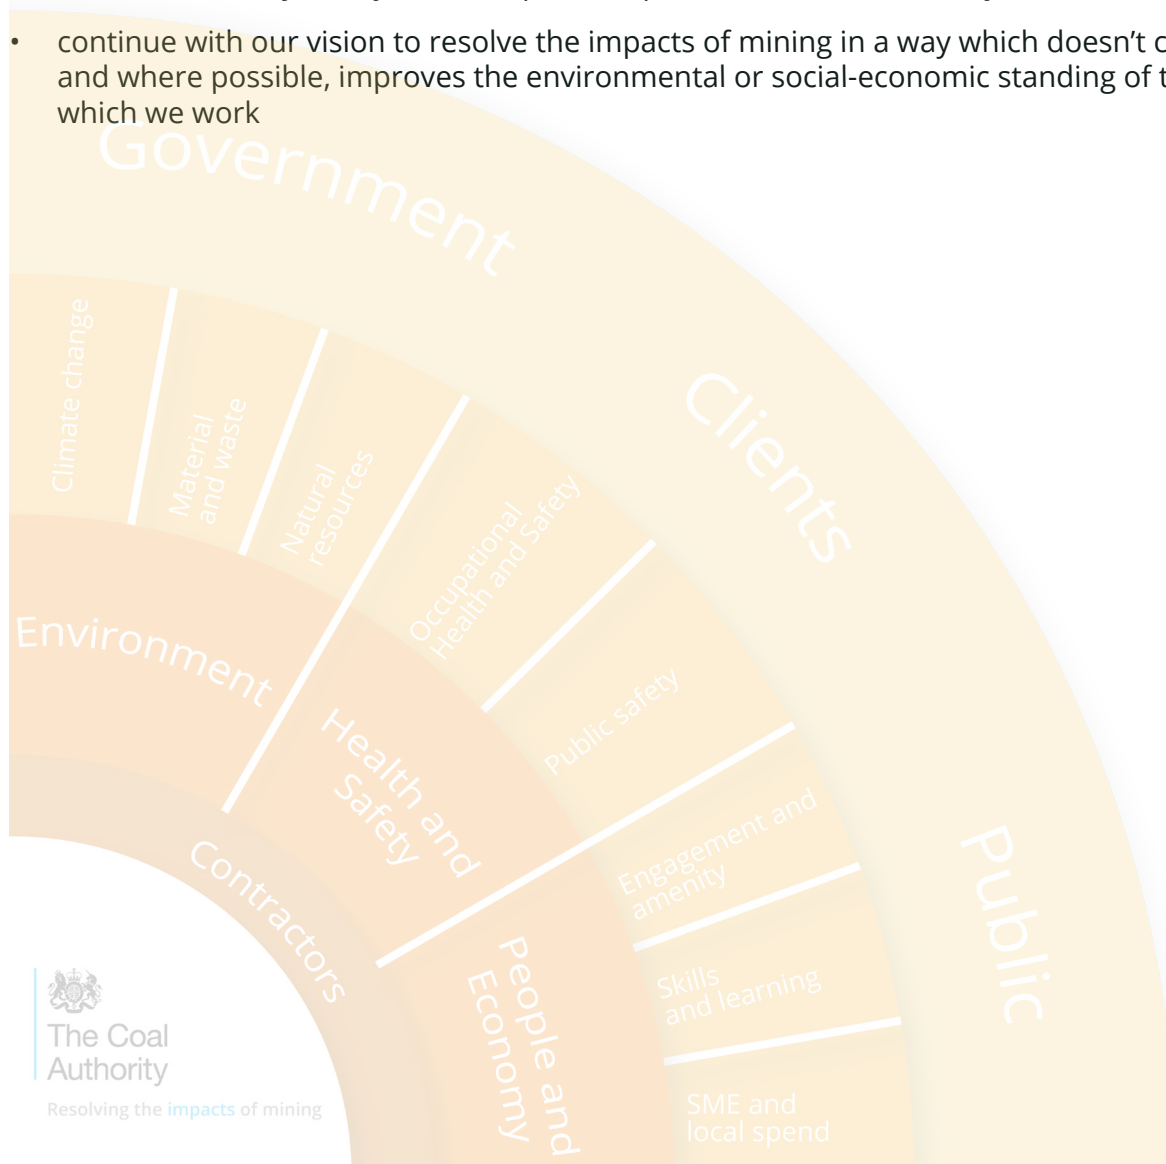 • continue with our vision to resolve the impacts of mining in a way which doesn’t
and where possible, improves the environmental or social-economic standing of
which we work
Government
Clients
Public
Climate change
Material
and waste
Natural
resources
Occupational
Health and Safety
Public safety
Engagement and
amenity
Skills
and learning
SME and
local spend
Environment
Health and
Safety
People and
Economy
Contractors
The Coal
Authority
Resolving the impacts of mining